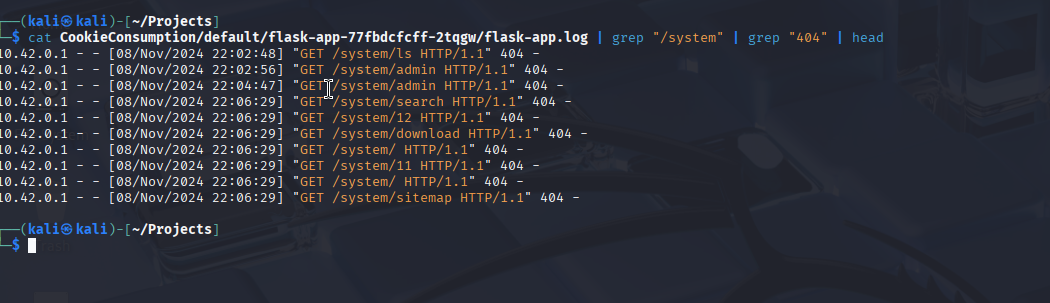 ┌──(kali㉿kali)-[~/Projects]
└─$ cat CookieConsumption/default/flask-app-77fbdcfcff-2tqgw/flask-app.log | grep "/system" | grep "404" | head
10.42.0.1 - - [08/Nov/2024 22:02:48] "GET /system/ls HTTP/1.1" 404 -
10.42.0.1 - - [08/Nov/2024 22:02:56] "GET /system/admin HTTP/1.1" 404 -
10.42.0.1 - - [08/Nov/2024 22:04:47] "GET /system/admin HTTP/1.1" 404 -
10.42.0.1 - - [08/Nov/2024 22:06:29] "GET /system/search HTTP/1.1" 404 -
10.42.0.1 - - [08/Nov/2024 22:06:29] "GET /system/12 HTTP/1.1" 404 -
10.42.0.1 - - [08/Nov/2024 22:06:29] "GET /system/download HTTP/1.1" 404 -
10.42.0.1 - - [08/Nov/2024 22:06:29] "GET /system/ HTTP/1.1" 404 -
10.42.0.1 - - [08/Nov/2024 22:06:29] "GET /system/11 HTTP/1.1" 404 -
10.42.0.1 - - [08/Nov/2024 22:06:29] "GET /system/ HTTP/1.1" 404 -
10.42.0.1 - - [08/Nov/2024 22:06:29] "GET /system/sitemap HTTP/1.1" 404 -
┌──(kali㉿kali)-[~/Projects]
└─$